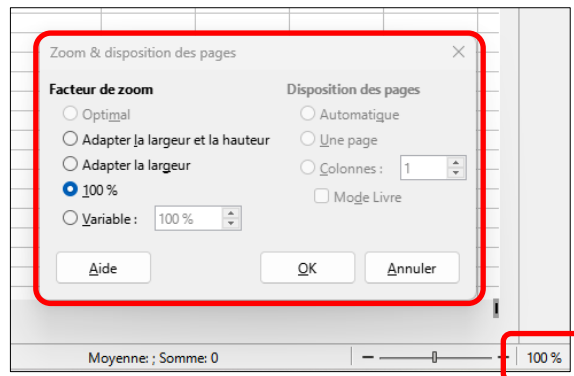 Zoom & disposition des pages
Facteur de zoom
Disposition des pages
Optimal
Automatique
Adapter la largeur et la hauteur
Une page
Adapter la largeur
Colonnes : 1
100 %
Mode Livre
Variable : 100 %
Aide
OK
Annuler
Moyenne: ; Somme: 0
100 %